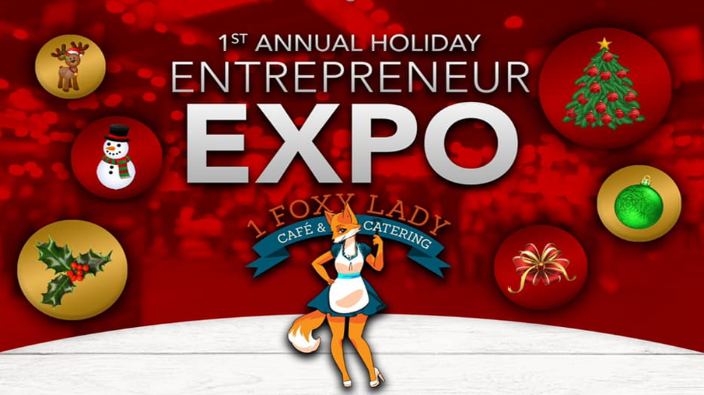 1ST ANNUAL HOLIDAY
ENTREPRENEUR
EXPO
1 FOXY LADY
CAFÉ & CATERING